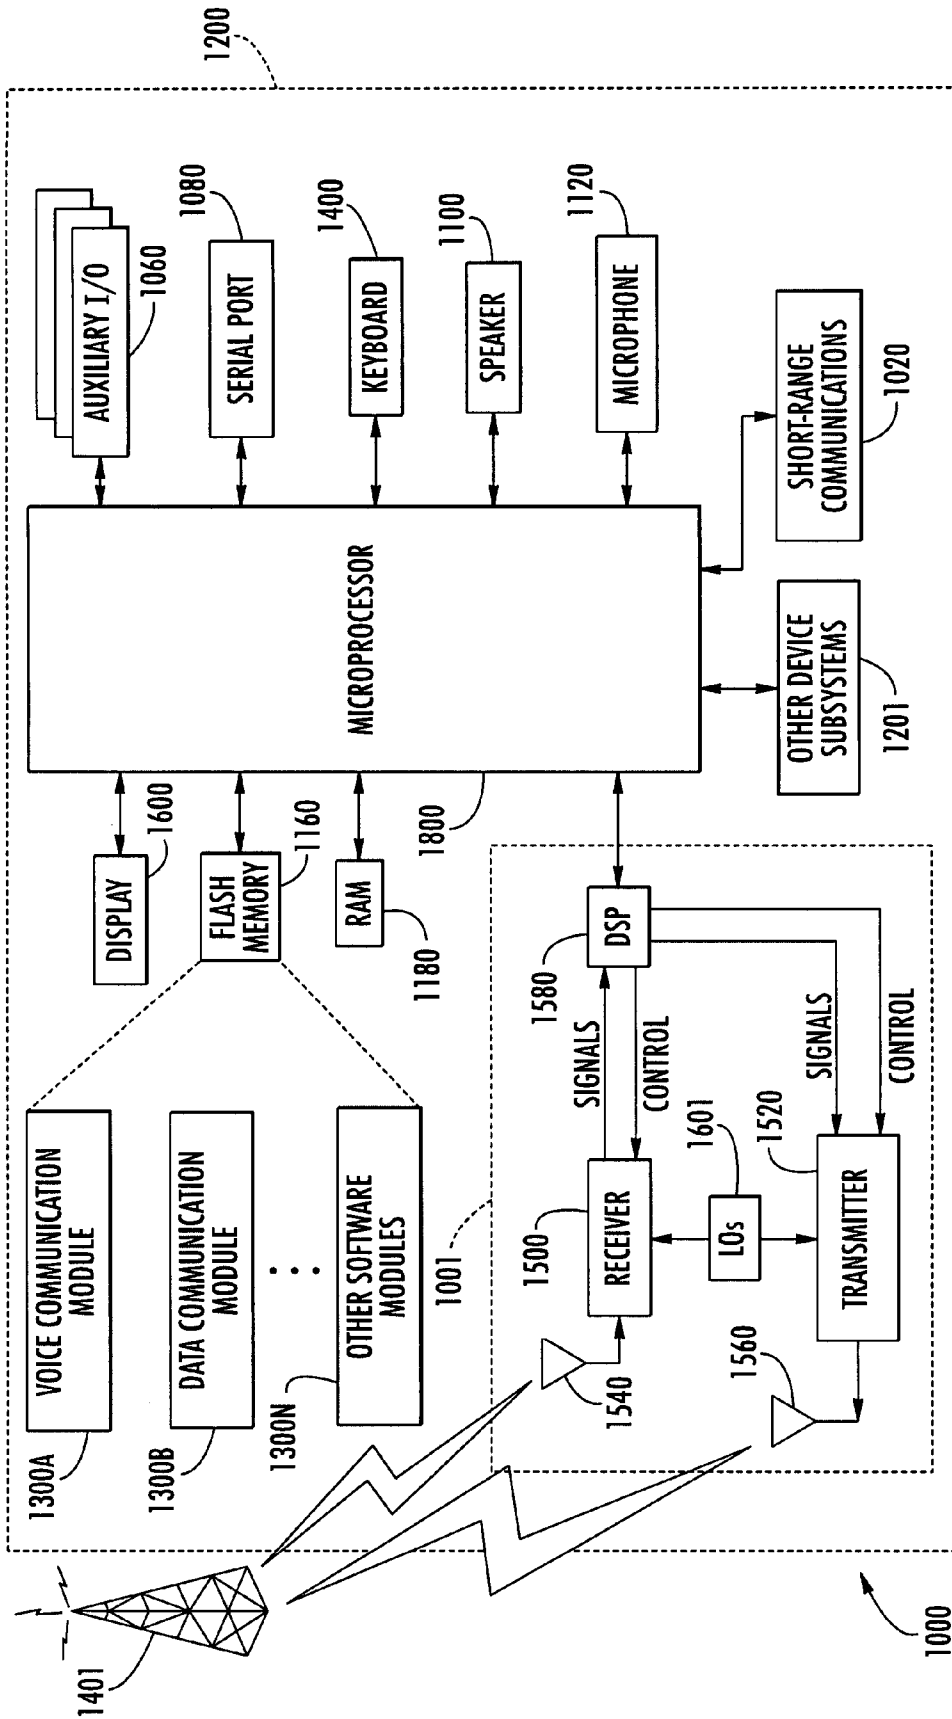 1200
AUXILIARY I/O
1060
SERIAL PORT
1080
KEYBOARD
1400
SPEAKER
1100
MICROPHONE
1120
SHORT-RANGE
COMMUNICATIONS
1020
MICROPROCESSOR
1800
OTHER DEVICE
SUBSYSTEMS
1201
DISPLAY
1600
FLASH
MEMORY
1160
RAM
1180
VOICE COMMUNICATION
MODULE
1300A
DATA COMMUNICATION
MODULE
1300B
OTHER SOFTWARE
MODULES
1300N
1001
DSP
1580
SIGNALS
CONTROL
RECEIVER
1500
LOs
1601
SIGNALS
CONTROL
TRANSMITTER
1520
1540
1560
1401
1000